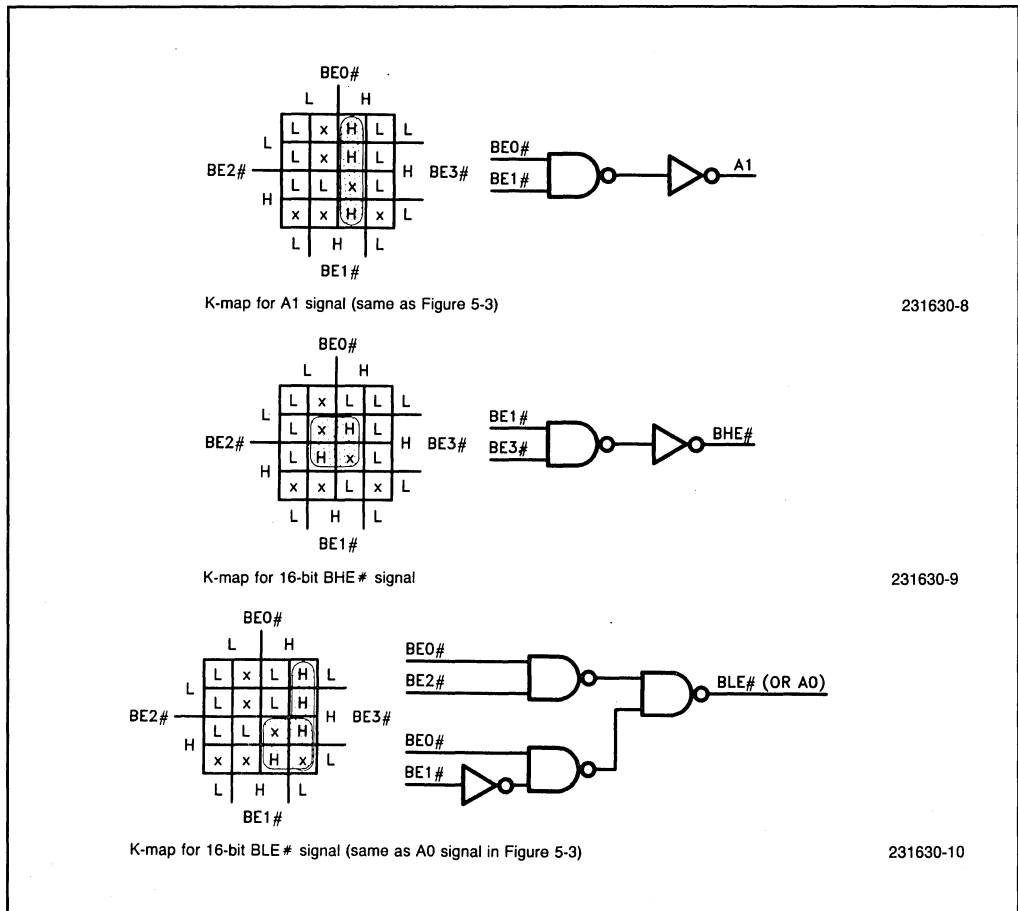 BE0#
L H
L x H L L
L
L x H L
BE2# H BE3#
L L x L
H
x x H x L
L H L
BE1#
BE0#
BE1#
A1
K-map for A1 signal (same as Figure 5-3)
231630-8
BE0#
L H
L x L L L
L
L x H L
BE2# H BE3#
L H x L
H
x x L x L
L H L
BE1#
BE1#
BE3#
BHE#
K-map for 16-bit BHE# signal
231630-9
BE0#
L H
L x L H L
L
L x L H
BE2# H BE3#
L L x H
H
x x H x L
L H L
BE1#
BE0#
BE2#
BE0#
BE1#
BLE# (OR A0)
K-map for 16-bit BLE# signal (same as A0 signal in Figure 5-3)
231630-10